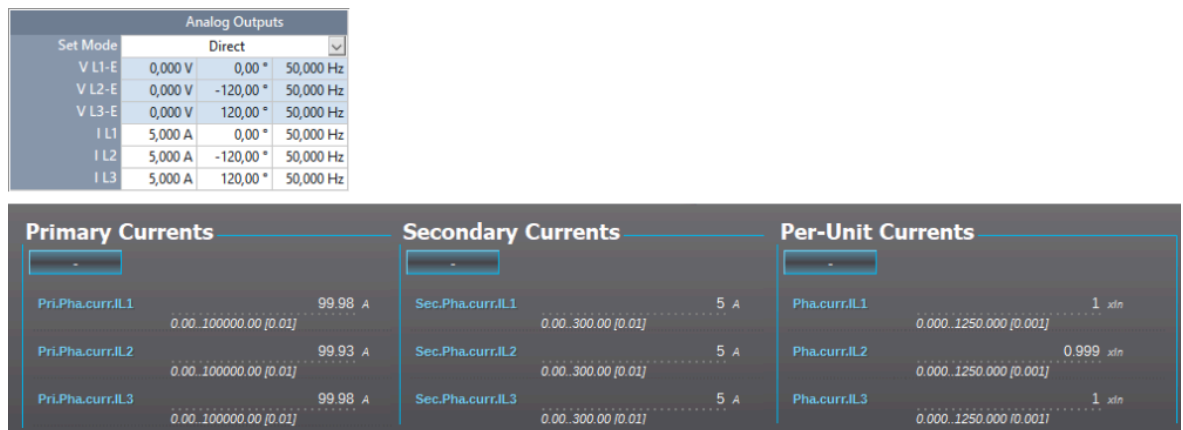 Analog Outputs
Set Mode Direct
V L1-E 0,000 V 0,00 ° 50,000 Hz
V L2-E 0,000 V -120,00 ° 50,000 Hz
V L3-E 0,000 V 120,00 ° 50,000 Hz
I L1 5,000 A 0,00 ° 50,000 Hz
I L2 5,000 A -120,00 ° 50,000 Hz
I L3 5,000 A 120,00 ° 50,000 Hz
Primary Currents
-
Pri.Pha.curr.IL1 99.98 A
0.00..100000.00 [0.01]
Pri.Pha.curr.IL2 99.93 A
0.00..100000.00 [0.01]
Pri.Pha.curr.IL3 99.98 A
0.00..100000.00 [0.01]
Secondary Currents
-
Sec.Pha.curr.IL1 5 A
0.00..300.00 [0.01]
Sec.Pha.curr.IL2 5 A
0.00..300.00 [0.01]
Sec.Pha.curr.IL3 5 A
0.00..300.00 [0.01]
Per-Unit Currents
-
Pha.curr.IL1 1 xIn
0.000..1250.000 [0.001]
Pha.curr.IL2 0.999 xIn
0.000..1250.000 [0.001]
Pha.curr.IL3 1 xIn
0.000..1250.000 [0.001]